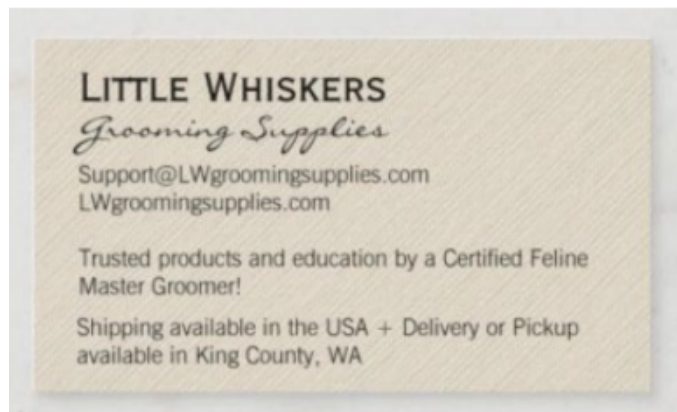 Little Whiskers
Grooming Supplies
Support@LWgroomingsupplies.com
LWgroomingsupplies.com
Trusted products and education by a Certified Feline
Master Groomer!
Shipping available in the USA + Delivery or Pickup
available in King County, WA